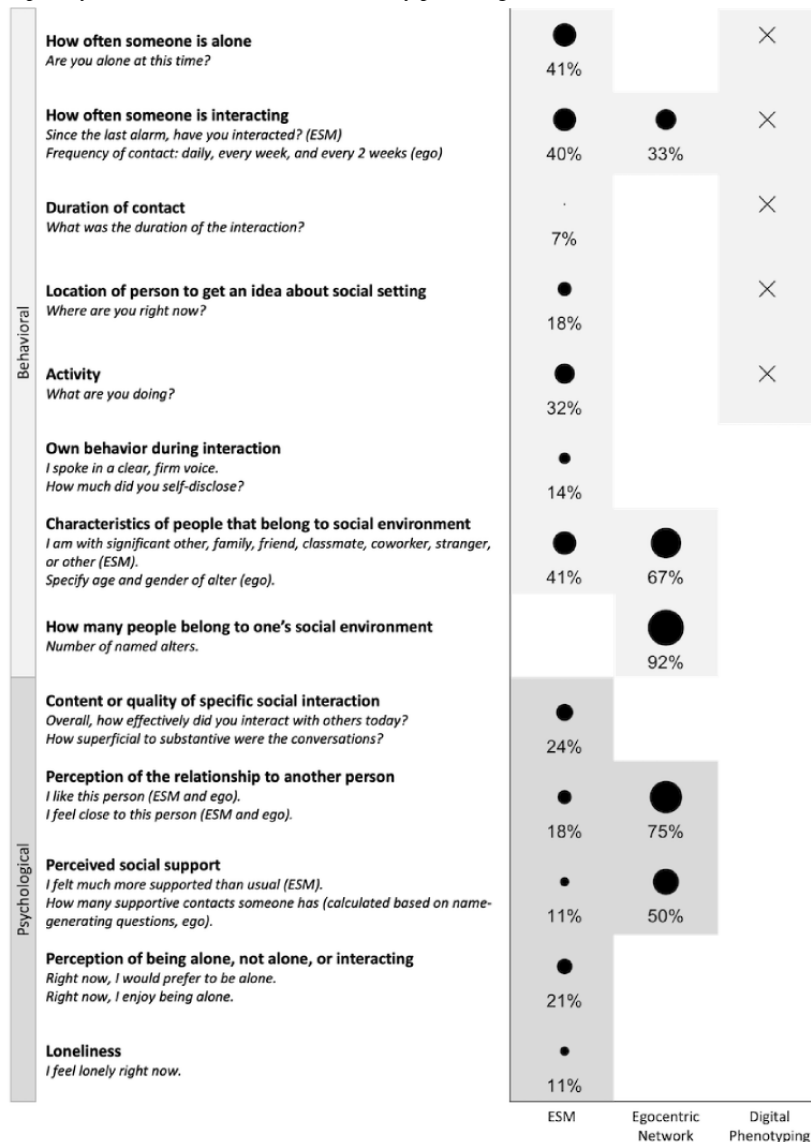 How often someone is alone
Are you alone at this time?
41%
How often someone is interacting
Since the last alarm, have you interacted? (ESM)
Frequency of contact: daily, every week, and every 2 weeks (ego)
40%
33%
Duration of contact
What was the duration of the interaction?
7%
Location of person to get an idea about social setting
Where are you right now?
18%
Behavioral
Activity
What are you doing?
32%
Own behavior during interaction
I spoke in a clear, firm voice.
How much did you self-disclose?
14%
Characteristics of people that belong to social environment
I am with significant other, family, friend, classmate, coworker, stranger,
or other (ESM).
Specify age and gender of alter (ego).
41%
67%
How many people belong to one's social environment
Number of named alters.
92%
Content or quality of specific social interaction
Overall, how effectively did you interact with others today?
How superficial to substantive were the conversations?
24%
Perception of the relationship to another person
I like this person (ESM and ego).
I feel close to this person (ESM and ego).
18%
75%
Psychological
Perceived social support
I felt much more supported than usual (ESM).
How many supportive contacts someone has (calculated based on name-
generating questions, ego).
11%
50%
Perception of being alone, not alone, or interacting
Right now, I would prefer to be alone.
Right now, I enjoy being alone.
21%
Loneliness
I feel lonely right now.
11%
ESM
Egocentric
Network
Digital
Phenotyping